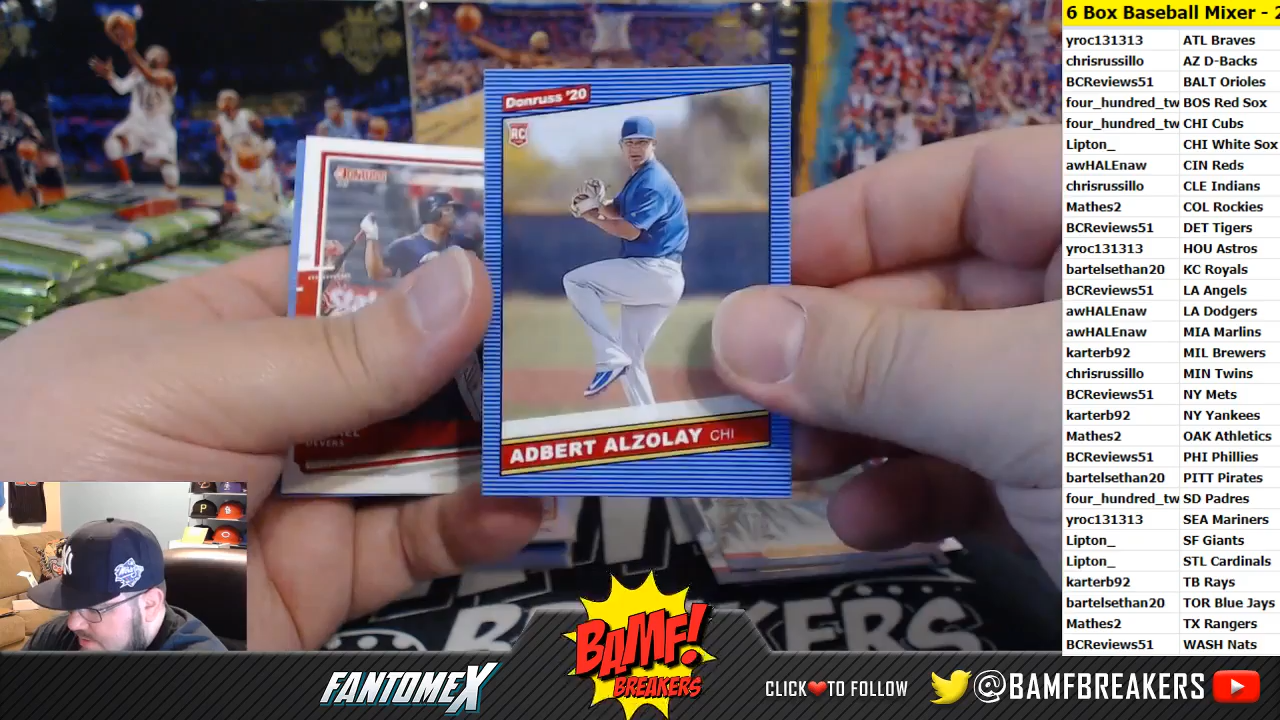 6 Box Baseball Mixer - 2
yroc131313 ATL Braves
chrisrussillo AZ D-Backs
BCReviews51 BALT Orioles
four_hundred_tw BOS Red Sox
four_hundred_tw CHI Cubs
Lipton_ CHI White Sox
awHALEnaw CIN Reds
chrisrussillo CLE Indians
Mathes2 COL Rockies
BCReviews51 DET Tigers
yroc131313 HOU Astros
bartelsethan20 KC Royals
BCReviews51 LA Angels
awHALEnaw LA Dodgers
awHALEnaw MIA Marlins
karterb92 MIL Brewers
chrisrussillo MIN Twins
BCReviews51 NY Mets
karterb92 NY Yankees
Mathes2 OAK Athletics
BCReviews51 PHI Phillies
bartelsethan20 PITT Pirates
four_hundred_tw SD Padres
yroc131313 SEA Mariners
Lipton_ SF Giants
Lipton_ STL Cardinals
karterb92 TB Rays
bartelsethan20 TOR Blue Jays
Mathes2 TX Rangers
BCReviews51 WASH Nats
Donruss '20
RC
ADBERT ALZOLAY CHI
Donruss
DEVERS
BAMF!
BREAKERS
FANTOMEX
CLICK TO FOLLOW
@BAMFBREAKERS